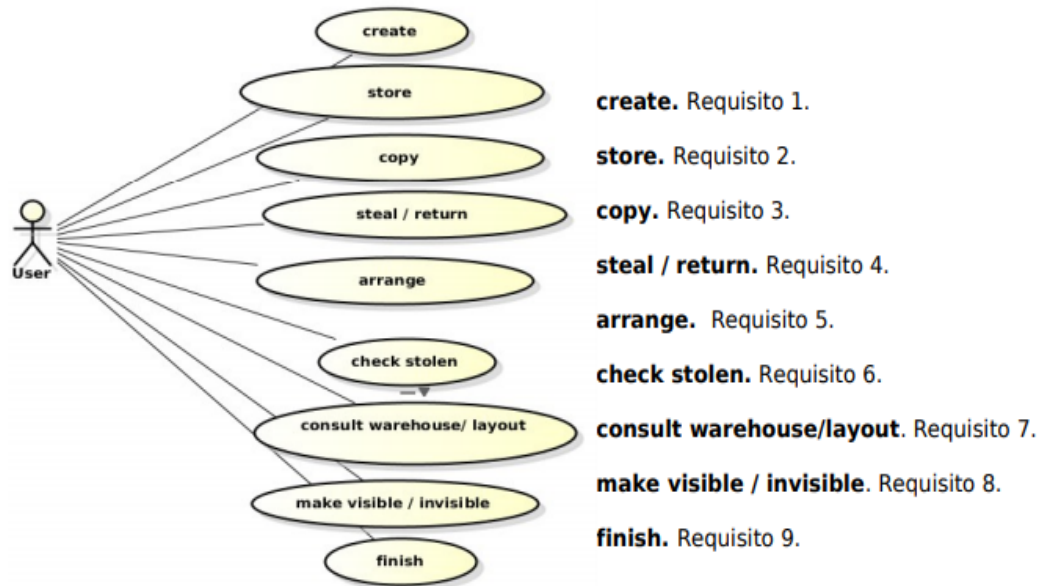 create
store
copy
steal / return
arrange
check stolen
consult warehouse/ layout
make visible / invisible
finish
User
create. Requisito 1.
store. Requisito 2.
copy. Requisito 3.
steal / return. Requisito 4.
arrange. Requisito 5.
check stolen. Requisito 6.
consult warehouse/layout. Requisito 7.
make visible / invisible. Requisito 8.
finish. Requisito 9.